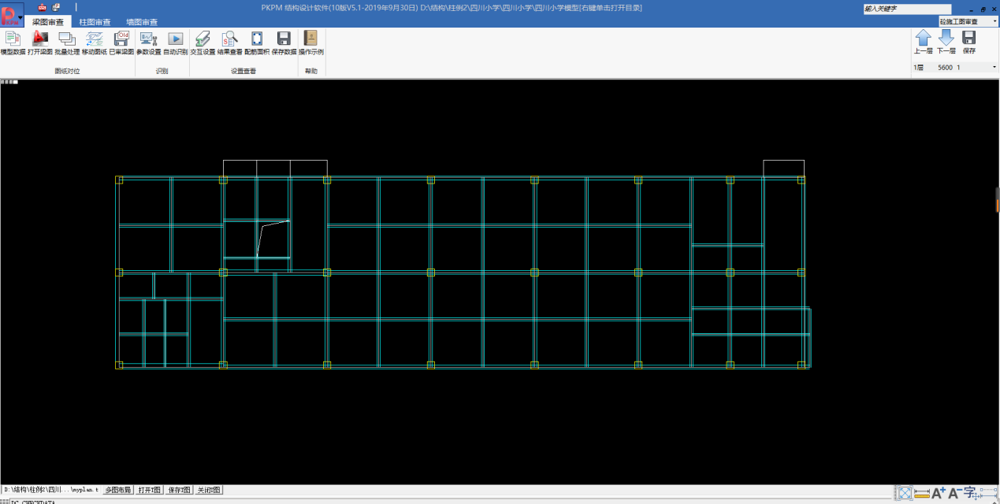 PKPM 结构设计软件(10版V5.1-2019年9月30日) D:\结构\柱例2\四川小学\四川小学\四川小学模型[右键单击打开目录]
输入关键字
PKPM
梁图审查 柱图审查 墙图审查
砼施工图审查
模型数据 打开梁图 批量处理 移动图纸 已审梁图 参数设置 自动识别 交互设置 结果查看 配筋面积 保存数据 操作示例
上一层 下一层 保存
图纸对位 识别 设置查看 帮助
1层 5600 1
D:\结构\柱例2\四川...\myplan.t 多图布局 打开T图 保存T图 关闭T图
A+ A- 字
DC_CHECKDATA